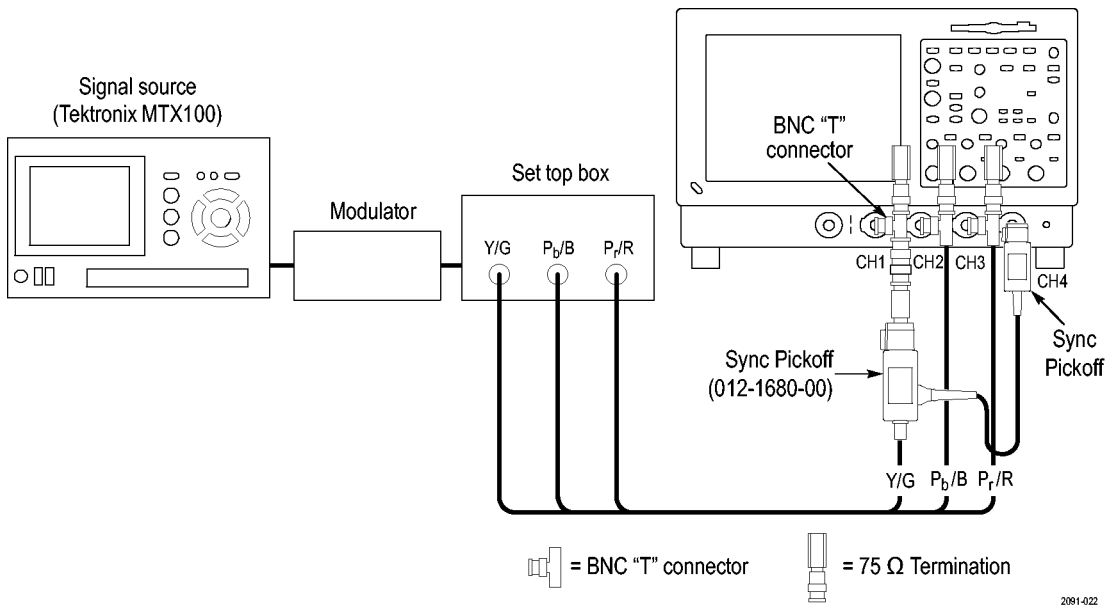 Signal source
(Tektronix MTX100)
Modulator
Set top box
Y/G
Pb/B
Pr/R
BNC “T”
connector
CH1
CH2
CH3
CH4
Sync
Pickoff
Sync Pickoff
(012-1680-00)
Y/G
Pb/B
Pr/R
= BNC “T” connector
= 75 Ω Termination
2091-022